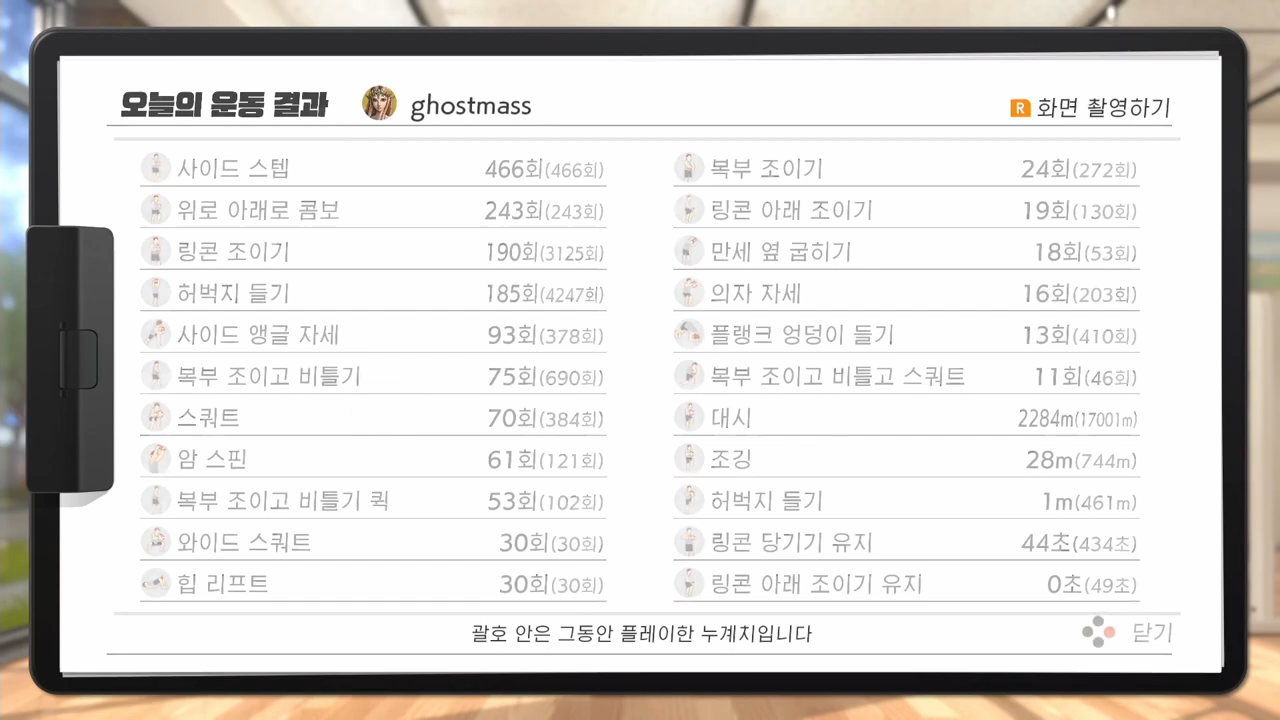 오늘의 운동 결과 ghostmass R 화면 촬영하기
사이드 스텝 466회(466회)
위로 아래로 콤보 243회(243회)
링콘 조이기 190회(3125회)
허벅지 들기 185회(4247회)
사이드 앵글 자세 93회(378회)
복부 조이고 비틀기 75회(690회)
스쿼트 70회(384회)
암 스핀 61회(121회)
복부 조이고 비틀기 퀵 53회(102회)
와이드 스쿼트 30회(30회)
힙 리프트 30회(30회)
복부 조이기 24회(272회)
링콘 아래 조이기 19회(130회)
만세 옆 굽히기 18회(53회)
의자 자세 16회(203회)
플랭크 엉덩이 들기 13회(410회)
복부 조이고 비틀고 스쿼트 11회(46회)
대시 2284m(17001m)
조깅 28m(744m)
허벅지 들기 1m(461m)
링콘 당기기 유지 44초(434초)
링콘 아래 조이기 유지 0초(49초)
괄호 안은 그동안 플레이한 누계치입니다
닫기